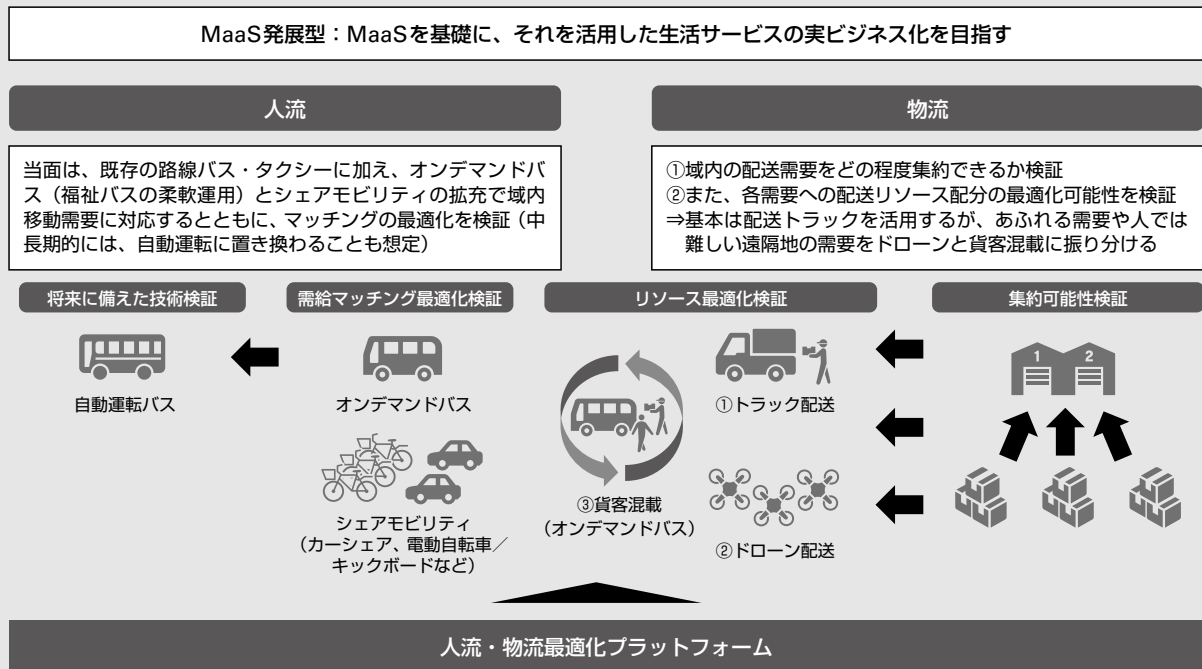 MaaS発展型：MaaSを基礎に、それを活用した生活サービスの実ビジネス化を目指す
人流
当面は、既存の路線バス・タクシーに加え、オンデマンドバ
ス（福祉バスの柔軟運用）とシェアモビリティの拡充で域内
移動需要に対応するとともに、マッチングの最適化を検証（中
長期的には、自動運転に置き換わることも想定）
物流
①域内の配送需要をどの程度集約できるか検証
②また、各需要への配送リソース配分の最適化可能性を検証
⇒基本は配送トラックを活用するが、あふれる需要や人では
難しい遠隔地の需要をドローンと貨客混載に振り分ける
将来に備えた技術検証
需給マッチング最適化検証
リソース最適化検証
集約可能性検証
自動運転バス
オンデマンドバス
シェアモビリティ
（カーシェア、電動自転車／
キックボードなど）
③貨客混載
（オンデマンドバス）
①トラック配送
②ドローン配送
1 2
人流・物流最適化プラットフォーム